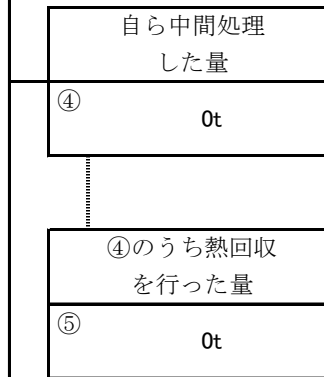 自ら中間処理
した量
④
0t
④のうち熱回収
を行った量
⑤
0t